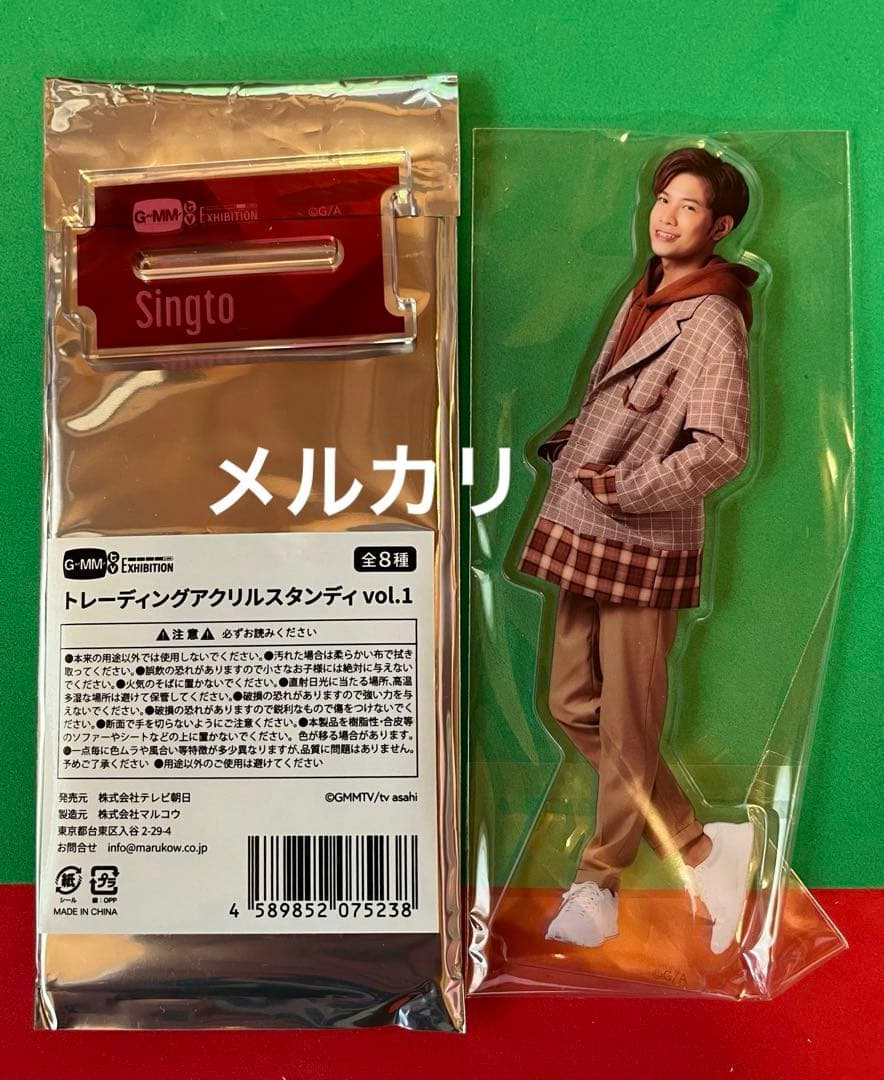 GMM TV EXHIBITION
©G/A
Singto
メルカリ
GMM TV EXHIBITION
全8種
トレーディングアクリルスタンディ vol.1
⚠注意⚠ 必ずお読みください
●本来の用途以外では使用しないでください。●汚れた場合は柔らかい布で拭き
取ってください。●誤飲の恐れがありますので小さなお子様には絶対に与えない
でください。●火気のそばに置かないでください。●直射日光に当たる場所、高温
多湿な場所は避けて保管してください。●破損の恐れがありますので強い力を与
えないでください。●破損の恐れがありますので鋭利なもので傷をつけないでくだ
さい。●断面で手を切らないようにご注意ください。●本製品を樹脂性・合皮等
のソファーやシートなどの上に置かないでください。色が移る場合があります。
●一点毎に色ムラや風合い等特徴が多少異なりますが、品質に問題はありません。
予めご了承ください ●用途以外のご使用は避けてください
発売元 株式会社テレビ朝日
©GMMTV/tv asahi
製造元 株式会社マルコウ
東京都台東区入谷 2-29-4
お問合せ info@marukow.co.jp
紙
シール
プラ
袋:OPP
MADE IN CHINA
4 589852 075238
©G/A